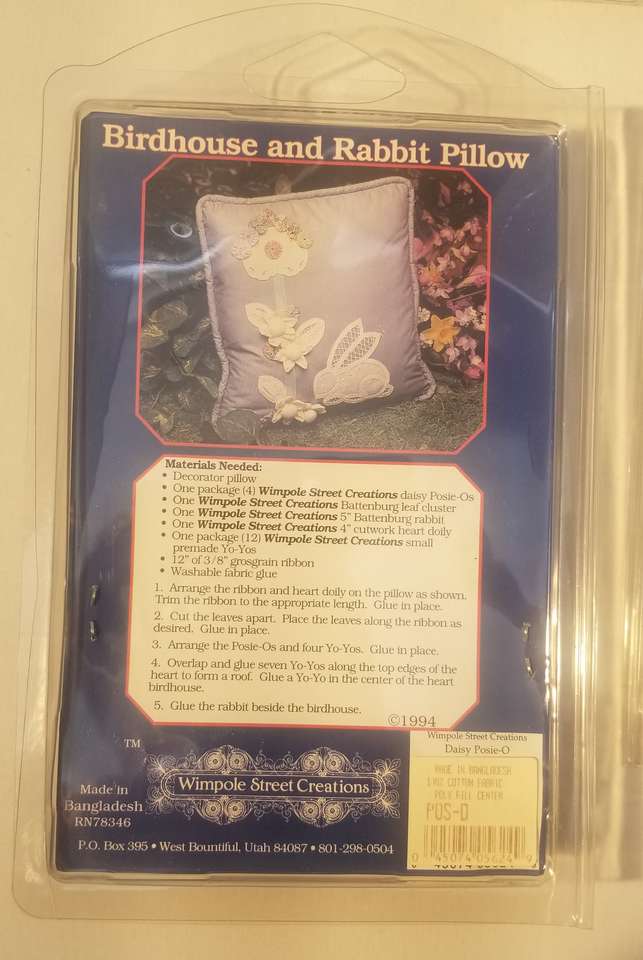 Birdhouse and Rabbit Pillow
Materials Needed:
• Decorator pillow
• One package (4) Wimpole Street Creations daisy Posie-Os
• One Wimpole Street Creations Battenburg leaf cluster
• One Wimpole Street Creations 5" Battenburg rabbit
• One Wimpole Street Creations 4" cutwork heart doily
• One package (12) Wimpole Street Creations small
premade Yo-Yos
• 12" of 3/8" grosgrain ribbon
• Washable fabric glue
1. Arrange the ribbon and heart doily on the pillow as shown.
Trim the ribbon to the appropriate length. Glue in place.
2. Cut the leaves apart. Place the leaves along the ribbon as
desired. Glue in place.
3. Arrange the Posie-Os and four Yo-Yos. Glue in place.
4. Overlap and glue seven Yo-Yos along the top edges of the
heart to form a roof. Glue a Yo-Yo in the center of the heart
birdhouse.
5. Glue the rabbit beside the birdhouse.
©1994
TM
Wimpole Street Creations
Made in
Bangladesh
RN78346
P.O. Box 395 • West Bountiful, Utah 84087 • 801-298-0504
Wimpole Street Creations
Daisy Posie-O
MADE IN BANGLADESH
COTTON FABRIC
POLY FILL CENTER
POS-D
0 45074 05624 9